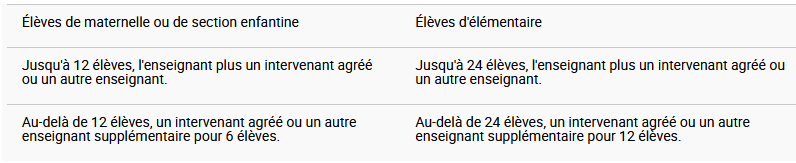 Élèves de maternelle ou de section enfantine
Élèves d'élémentaire
Jusqu'à 12 élèves, l'enseignant plus un intervenant agréé
ou un autre enseignant.
Jusqu'à 24 élèves, l'enseignant plus un intervenant agréé ou
un autre enseignant.
Au-delà de 12 élèves, un intervenant agréé ou un autre
enseignant supplémentaire pour 6 élèves.
Au-delà de 24 élèves, un intervenant agréé ou un autre
enseignant supplémentaire pour 12 élèves.